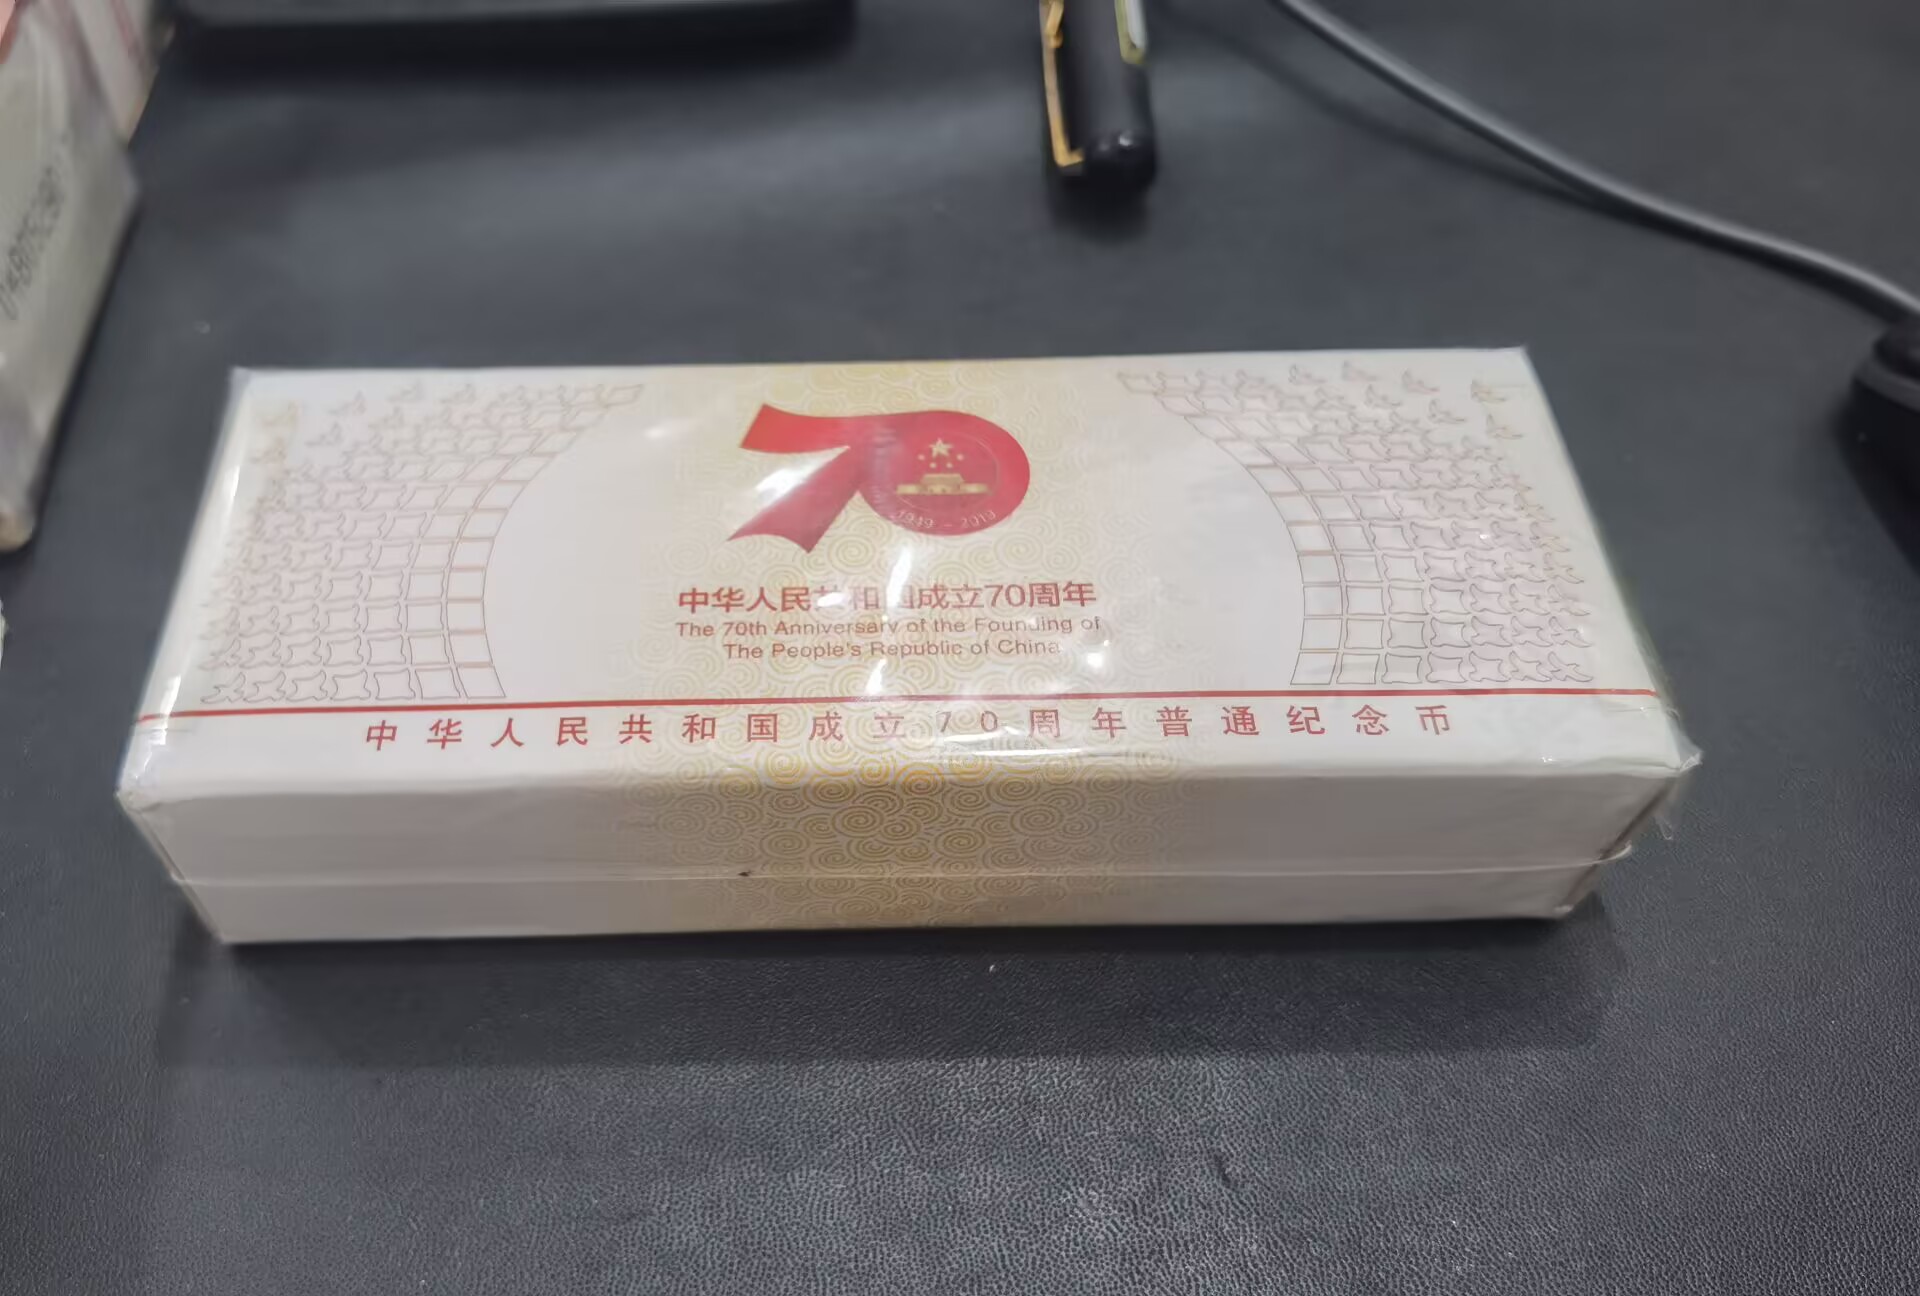 1949-2019
中华人民共和国成立70周年
The 70th Anniversary of the Founding of
The People's Republic of China
中华人民共和国成立70周年普通纪念币